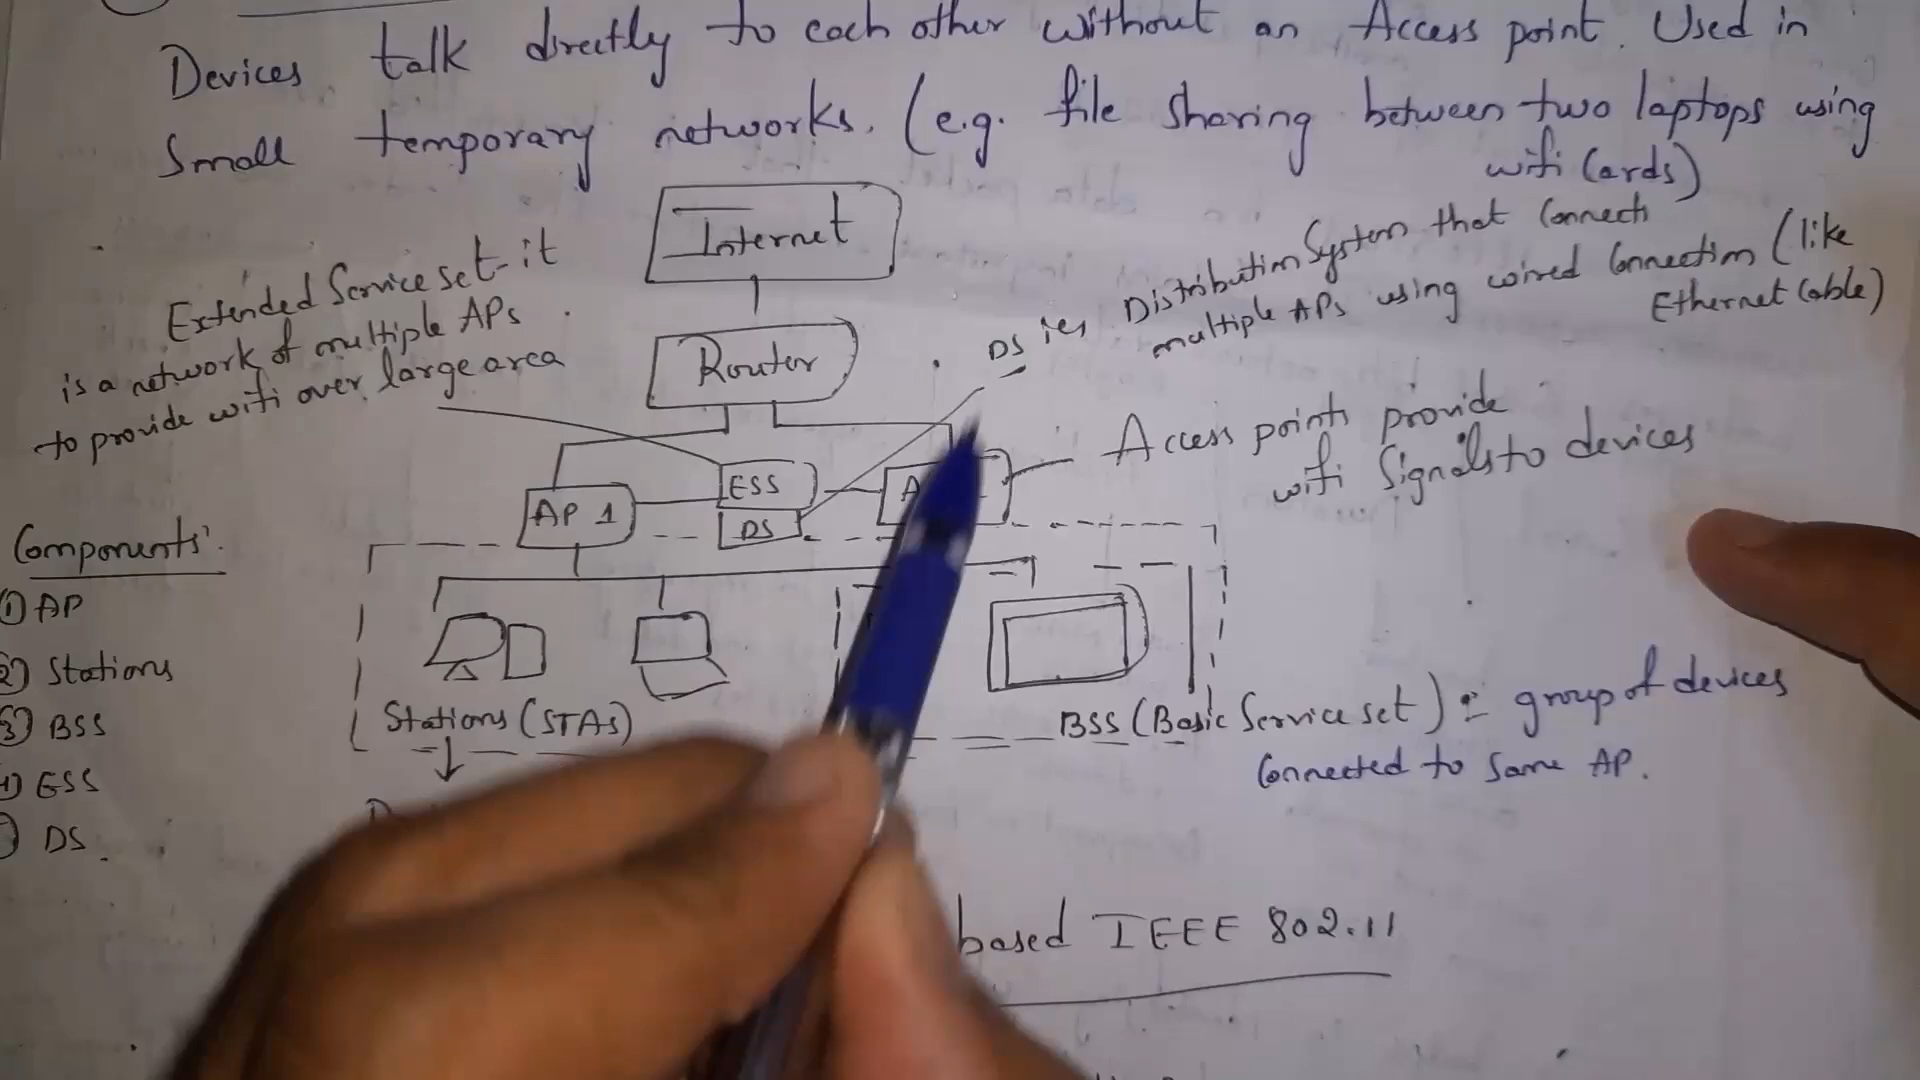 Devices talk directly to each other without an Access point. Used in
Small temporary networks. (e.g. file sharing between two laptops using
wifi cards)
Internet
Extended Service set - it
is a network of multiple APs
to provide wifi over large area
DS is Distribution System that connects
multiple APs using wired connection (like
Ethernet cable)
Router
Access points provide
wifi signals to devices
ESS
DS
AP 1
A
Components:
① AP
② Stations
③ BSS
④ ESS
DS
Stations (STAs)
BSS (Basic Service set) = group of devices
connected to same AP.
based IEEE 802.11